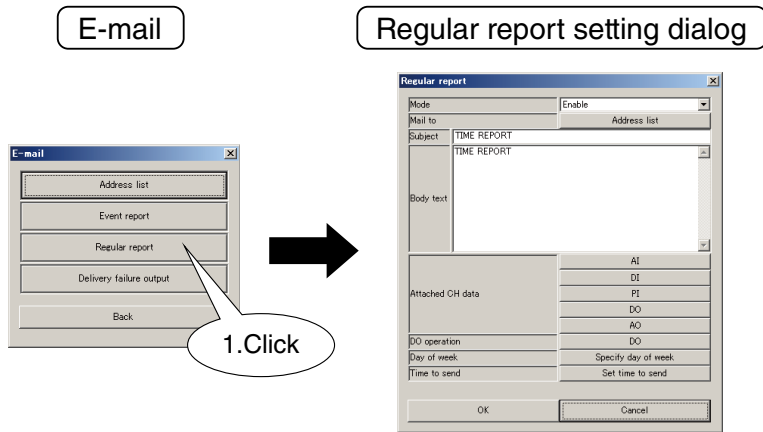 E-mail
Regular report setting dialog
E-mail
Address list
Event report
Regular report
Delivery failure output
Back
1.Click
Regular report
Mode
Enable
Mail to
Address list
Subject
TIME REPORT
Body text
TIME REPORT
Attached CH data
AI
DI
PI
DO
AO
DO operation
DO
Day of week
Specify day of week
Time to send
Set time to send
OK
Cancel